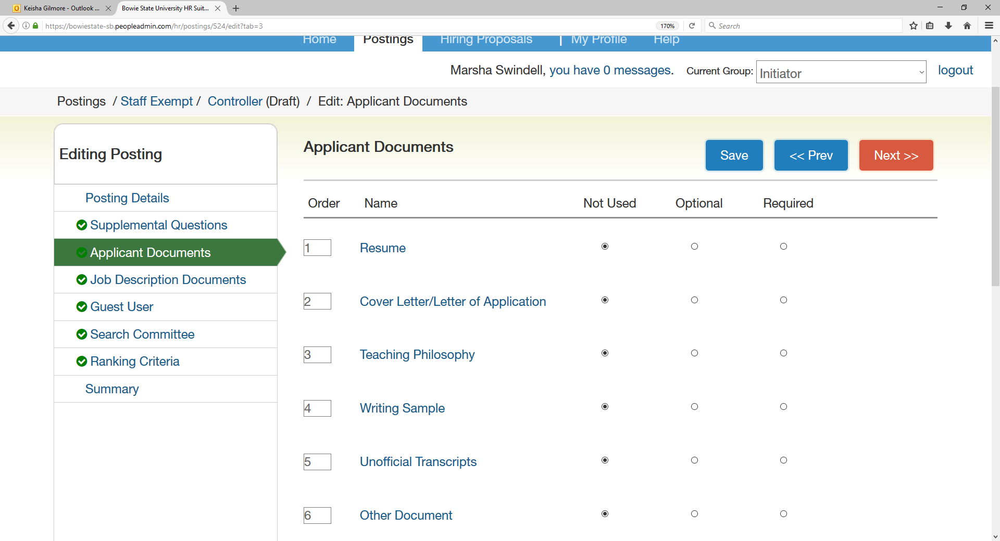 Keisha Gilmore - Outlook ...
Bowie State University HR Suit...
https://bowiestate-sb.peopleadmin.com/hr/postings/524/edit?tab=3
170%
Search
Home Postings Hiring Proposals | My Profile Help
Marsha Swindell, you have 0 messages. Current Group: Initiator logout
Postings / Staff Exempt / Controller (Draft) / Edit: Applicant Documents
Editing Posting
Posting Details
Supplemental Questions
Applicant Documents
Job Description Documents
Guest User
Search Committee
Ranking Criteria
Summary
Applicant Documents
Save << Prev Next >>
Order Name Not Used Optional Required
1 Resume
2 Cover Letter/Letter of Application
3 Teaching Philosophy
4 Writing Sample
5 Unofficial Transcripts
6 Other Document